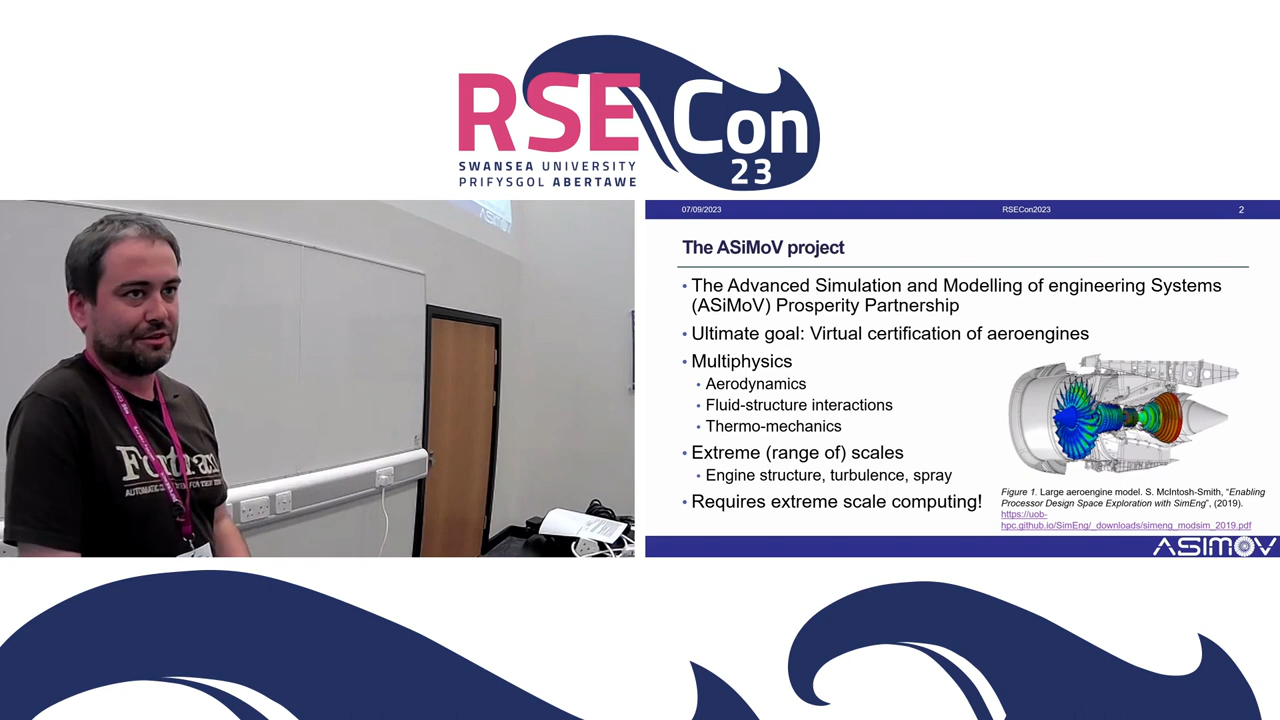 RSE Con
23
SWANSEA UNIVERSITY
PRIFYSGOL ABERTAWE
ASIMOV
Fortran
07/09/2023
RSECon2023
2
The ASiMoV project
• The Advanced Simulation and Modelling of engineering Systems
(ASiMoV) Prosperity Partnership
• Ultimate goal: Virtual certification of aeroengines
• Multiphysics
• Aerodynamics
• Fluid-structure interactions
• Thermo-mechanics
• Extreme (range of) scales
• Engine structure, turbulence, spray
• Requires extreme scale computing!
Figure 1. Large aeroengine model. S. McIntosh-Smith, "Enabling
Processor Design Space Exploration with SimEng", (2019).
https://uob-
hpc.github.io/SimEng/_downloads/simeng_modsim_2019.pdf
ASIMOV